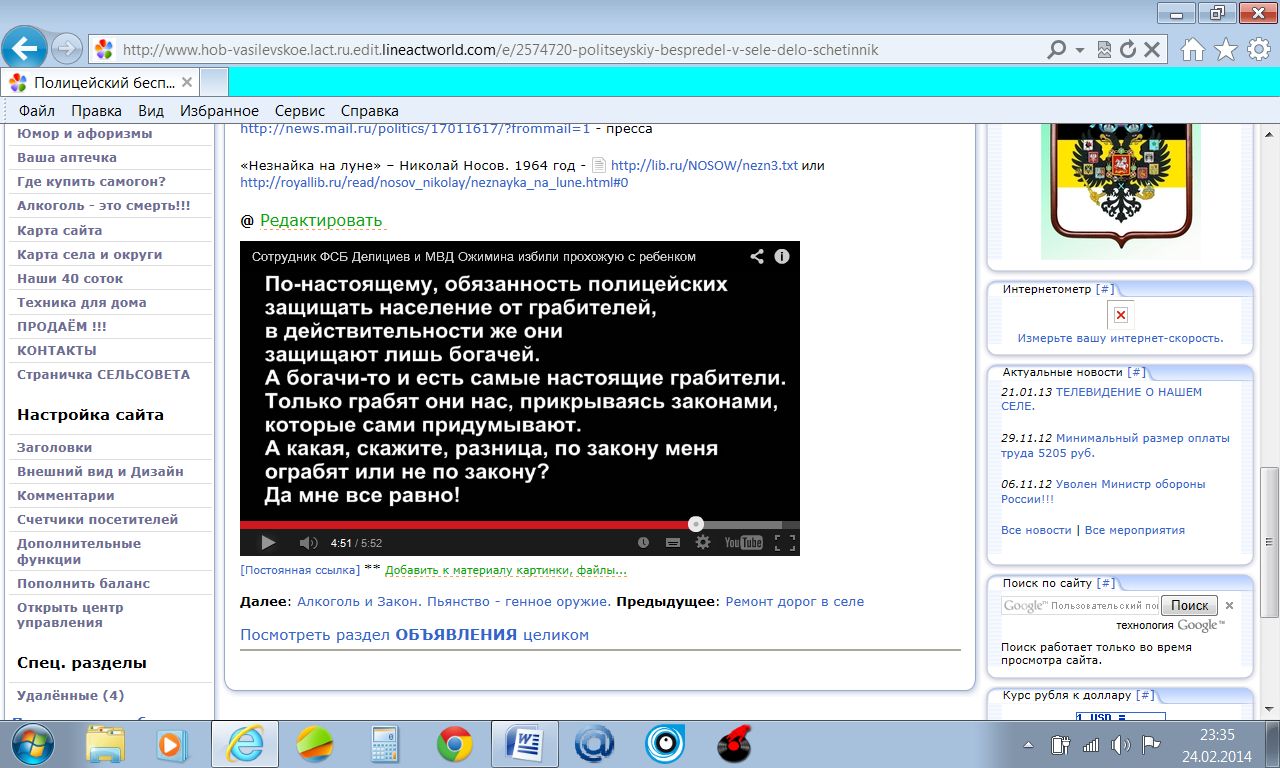 http://www.hob-vasilevskoe.lact.ru.edit.lineactworld.com/e/2574720-politseyskiy-bespredel-v-sele-delo-schetinnik
Полицейский бесп...
Файл Правка Вид Избранное Сервис Справка
Юмор и афоризмы
Ваша аптечка
Где купить самогон?
Алкоголь - это смерть!!!
Карта сайта
Карта села и округи
Наши 40 соток
Техника для дома
ПРОДАЁМ !!!
КОНТАКТЫ
Страничка СЕЛЬСОВЕТА
Настройка сайта
Заголовки
Внешний вид и Дизайн
Комментарии
Счетчики посетителей
Дополнительные
функции
Пополнить баланс
Открыть центр
управления
Спец. разделы
Удалённые (4)
http://news.mail.ru/politics/17011617/?frommail=1 - пресса
«Незнайка на луне» – Николай Носов. 1964 год - http://lib.ru/NOSOW/nezn3.txt или
http://royallib.ru/read/nosov_nikolay/neznayka_na_lune.html#0
@ Редактировать
Сотрудник ФСБ Делициев и МВД Ожимина избили прохожую с ребенком
По-настоящему, обязанность полицейских
защищать население от грабителей,
в действительности же они
защищают лишь богачей.
А богачи-то и есть самые настоящие грабители.
Только грабят они нас, прикрываясь законами,
которые сами придумывают.
А какая, скажите, разница, по закону меня
ограбят или не по закону?
Да мне все равно!
4:51 / 5:52
YouTube
[Постоянная ссылка] ** Добавить к материалу картинки, файлы...
Далее: Алкоголь и Закон. Пьянство - генное оружие. Предыдущее: Ремонт дорог в селе
Посмотреть раздел ОБЪЯВЛЕНИЯ целиком
Интернетометр [#]
Измерьте вашу интернет-скорость.
Актуальные новости [#]
21.01.13 ТЕЛЕВИДЕНИЕ О НАШЕМ
СЕЛЕ.
29.11.12 Минимальный размер оплаты
труда 5205 руб.
06.11.12 Уволен Министр обороны
России!!!
Все новости | Все мероприятия
Поиск по сайту [#]
Google™ Пользовательский пои Поиск
технология Google™
Поиск работает только во время
просмотра сайта.
Курс рубля к доллару [#]
1 USD =
23:35
24.02.2014